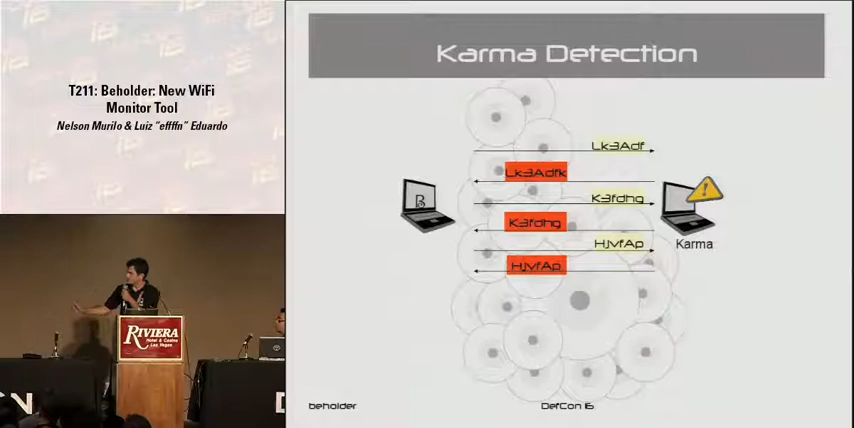 T211: Beholder: New WiFi
Monitor Tool
Nelson Murilo & Luiz "effffn" Eduardo
RIVIERA
Hotel & Casino
Las Vegas
Karma Detection
Lk3Adf
Lk3Adfk
K3fdhg
K3fdhg
HjvfAp
HjvfAp
B
Karma
beholder
DefCon 16